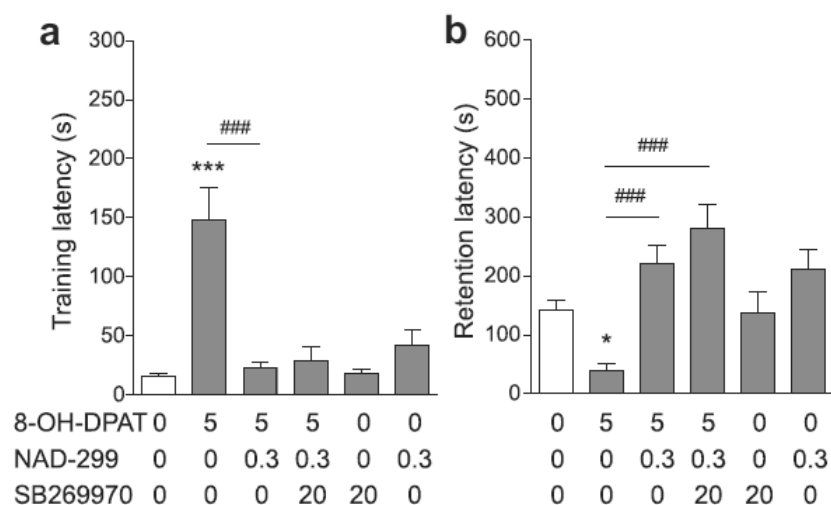 a
300
250
200
150
100
50
0
Training latency (s)
###
***
b
600
500
400
300
200
100
0
Retention latency (s)
###
###
*
8-OH-DPAT 0 5 5 5 0 0 0 5 5 5 0 0
NAD-299 0 0 0.3 0.3 0 0.3 0 0 0.3 0.3 0 0.3
SB269970 0 0 0 20 20 0 0 0 0 20 20 0